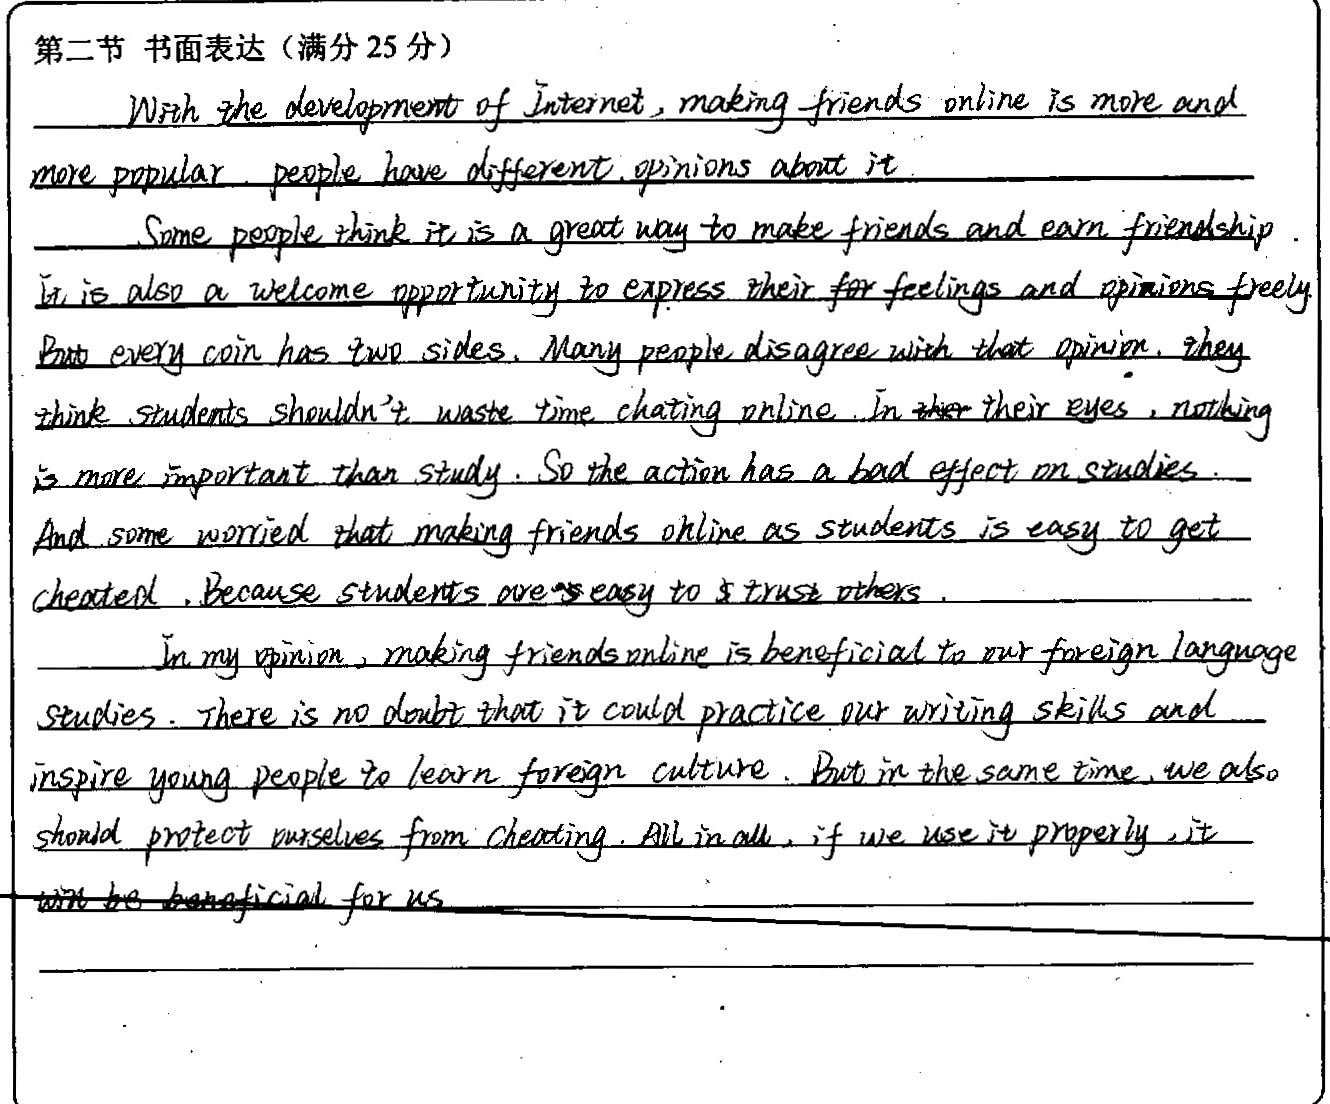 第二节 书面表达（满分 25 分）
With the development of Internet, making friends online is more and
more popular. people have different opinions about it.
Some people think it is a great way to make friends and earn friendship.
It is also a welcome opportunity to express their feelings and opinions freely.
But every coin has two sides. Many people disagree with that opinion. they
think students shouldn't waste time chating online. In their eyes, nothing
is more important than study. So the action has a bad effect on studies.
And some worried that making friends online as students is easy to get
cheated. Because students are easy to trust others.
In my opinion, making friends online is beneficial to our foreign language
studies. There is no doubt that it could practice our writing skills and
inspire young people to learn foreign culture. But in the same time, we also
should protect ourselves from cheating. All in all, if we use it properly, it
will be beneficial for us